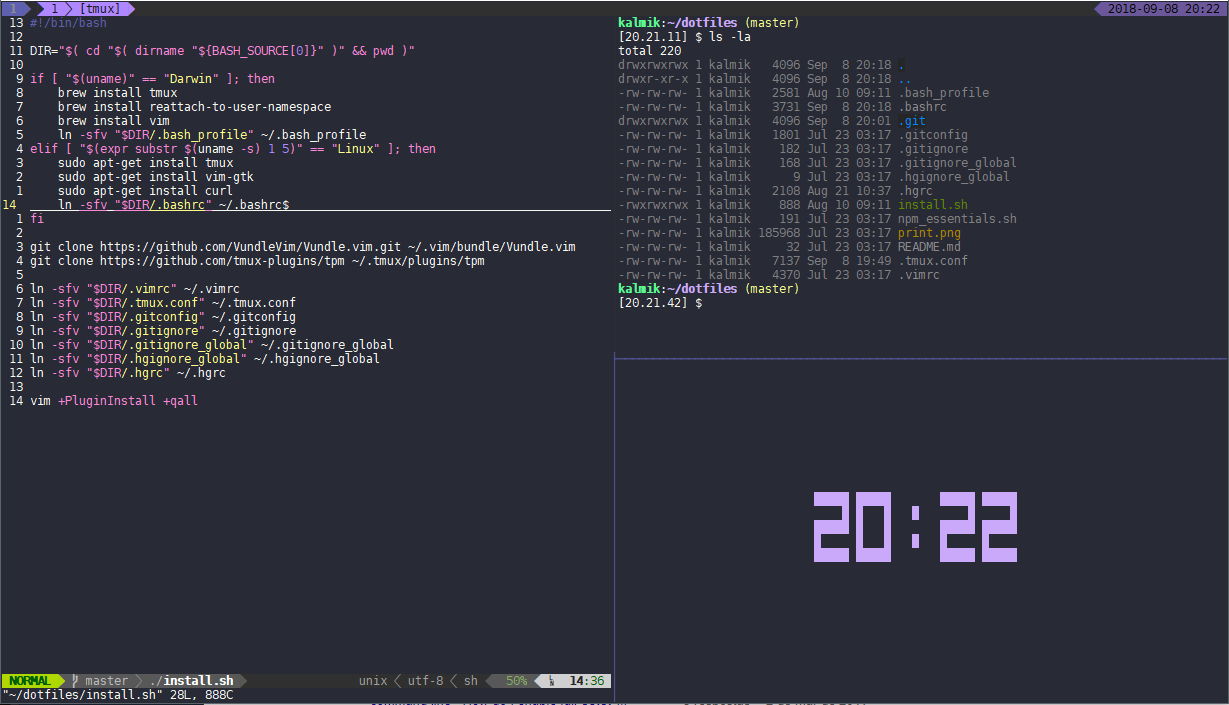 1 1 [tmux] 2018-09-08 20:22
13 #!/bin/bash
12
11 DIR="$( cd "$( dirname "${BASH_SOURCE[0]}" )" && pwd )"
10
9 if [ "$(uname)" == "Darwin" ]; then
8 brew install tmux
7 brew install reattach-to-user-namespace
6 brew install vim
5 ln -sfv "$DIR/.bash_profile" ~/.bash_profile
4 elif [ "$(expr substr $(uname -s) 1 5)" == "Linux" ]; then
3 sudo apt-get install tmux
2 sudo apt-get install vim-gtk
1 sudo apt-get install curl
14 ln -sfv "$DIR/.bashrc" ~/.bashrc$
1 fi
2
3 git clone https://github.com/VundleVim/Vundle.vim.git ~/.vim/bundle/Vundle.vim
4 git clone https://github.com/tmux-plugins/tpm ~/.tmux/plugins/tpm
5
6 ln -sfv "$DIR/.vimrc" ~/.vimrc
7 ln -sfv "$DIR/.tmux.conf" ~/.tmux.conf
8 ln -sfv "$DIR/.gitconfig" ~/.gitconfig
9 ln -sfv "$DIR/.gitignore" ~/.gitignore
10 ln -sfv "$DIR/.gitignore_global" ~/.gitignore_global
11 ln -sfv "$DIR/.hgignore_global" ~/.hgignore_global
12 ln -sfv "$DIR/.hgrc" ~/.hgrc
13
14 vim +PluginInstall +qall
NORMAL master ./install.sh unix utf-8 sh 50% 14:36
"~/dotfiles/install.sh" 28L, 888C
kalmik:~/dotfiles (master)
[20.21.11] $ ls -la
total 220
drwxrwxrwx 1 kalmik 4096 Sep 8 20:18 .
drwxr-xr-x 1 kalmik 4096 Sep 8 20:18 ..
-rw-rw-rw- 1 kalmik 2581 Aug 10 09:11 .bash_profile
-rw-rw-rw- 1 kalmik 3731 Sep 8 20:18 .bashrc
drwxrwxrwx 1 kalmik 4096 Sep 8 20:01 .git
-rw-rw-rw- 1 kalmik 1801 Jul 23 03:17 .gitconfig
-rw-rw-rw- 1 kalmik 182 Jul 23 03:17 .gitignore
-rw-rw-rw- 1 kalmik 168 Jul 23 03:17 .gitignore_global
-rw-rw-rw- 1 kalmik 9 Jul 23 03:17 .hgignore_global
-rw-rw-rw- 1 kalmik 2108 Aug 21 10:37 .hgrc
-rwxrwxrwx 1 kalmik 888 Aug 10 09:11 install.sh
-rw-rw-rw- 1 kalmik 191 Jul 23 03:17 npm_essentials.sh
-rw-rw-rw- 1 kalmik 185968 Jul 23 03:17 print.png
-rw-rw-rw- 1 kalmik 32 Jul 23 03:17 README.md
-rw-rw-rw- 1 kalmik 7137 Sep 8 19:49 .tmux.conf
-rw-rw-rw- 1 kalmik 4370 Jul 23 03:17 .vimrc
kalmik:~/dotfiles (master)
[20.21.42] $
20:22